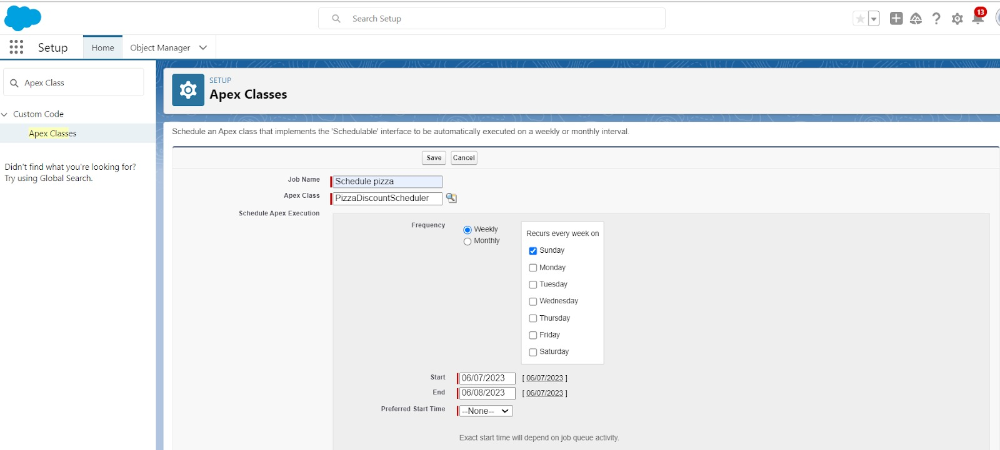 Search Setup
13
Setup
Home
Object Manager
Apex Class
Custom Code
Apex Classes
Didn't find what you're looking for?
Try using Global Search.
SETUP
Apex Classes
Schedule an Apex class that implements the 'Schedulable' interface to be automatically executed on a weekly or monthly interval.
Save Cancel
Job Name Schedule pizza
Apex Class PizzaDiscountScheduler
Schedule Apex Execution
Frequency
Weekly
Monthly
Recurs every week on
Sunday
Monday
Tuesday
Wednesday
Thursday
Friday
Saturday
Start 06/07/2023 [ 06/07/2023 ]
End 06/08/2023 [ 06/07/2023 ]
Preferred Start Time --None--
Exact start time will depend on job queue activity.